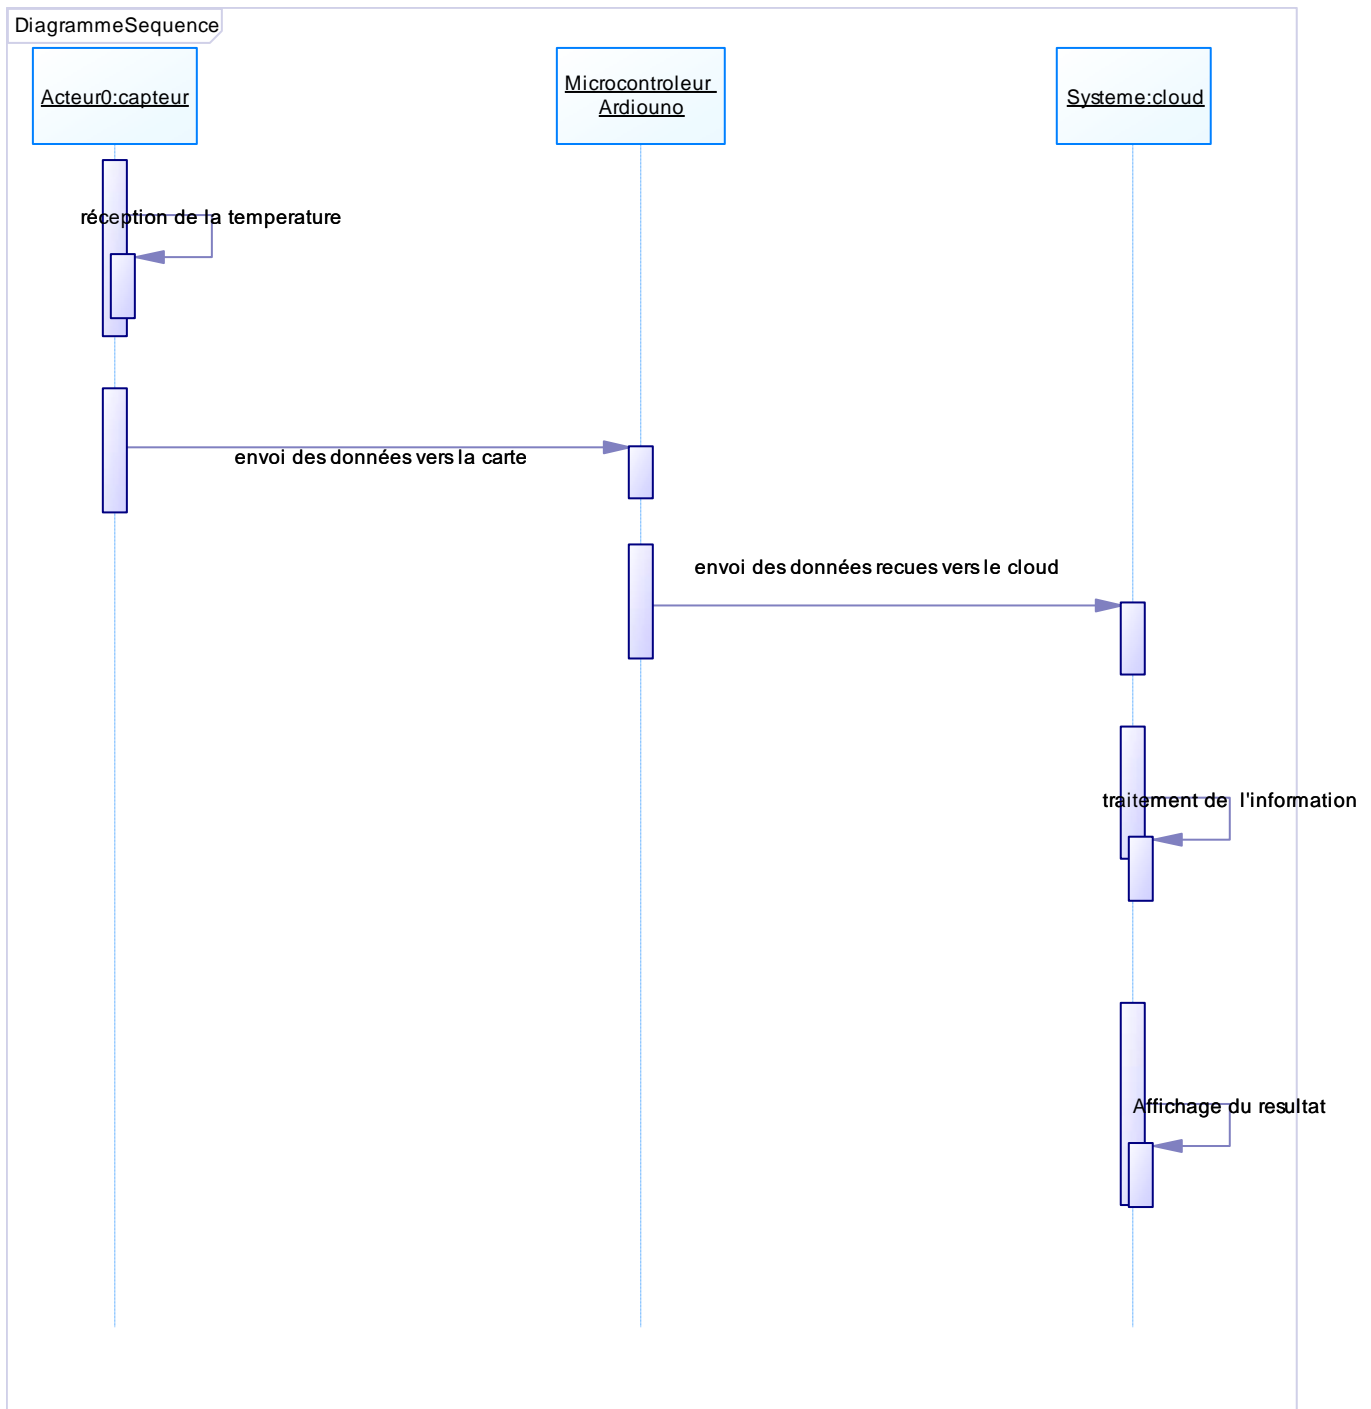 DiagrammeSequence
Acteur0:capteur
Microcontroleur
Ardiouno
Systeme:cloud
réception de la temperature
envoi des données vers la carte
envoi des données recues vers le cloud
traitement de l'information
Affichage du resultat